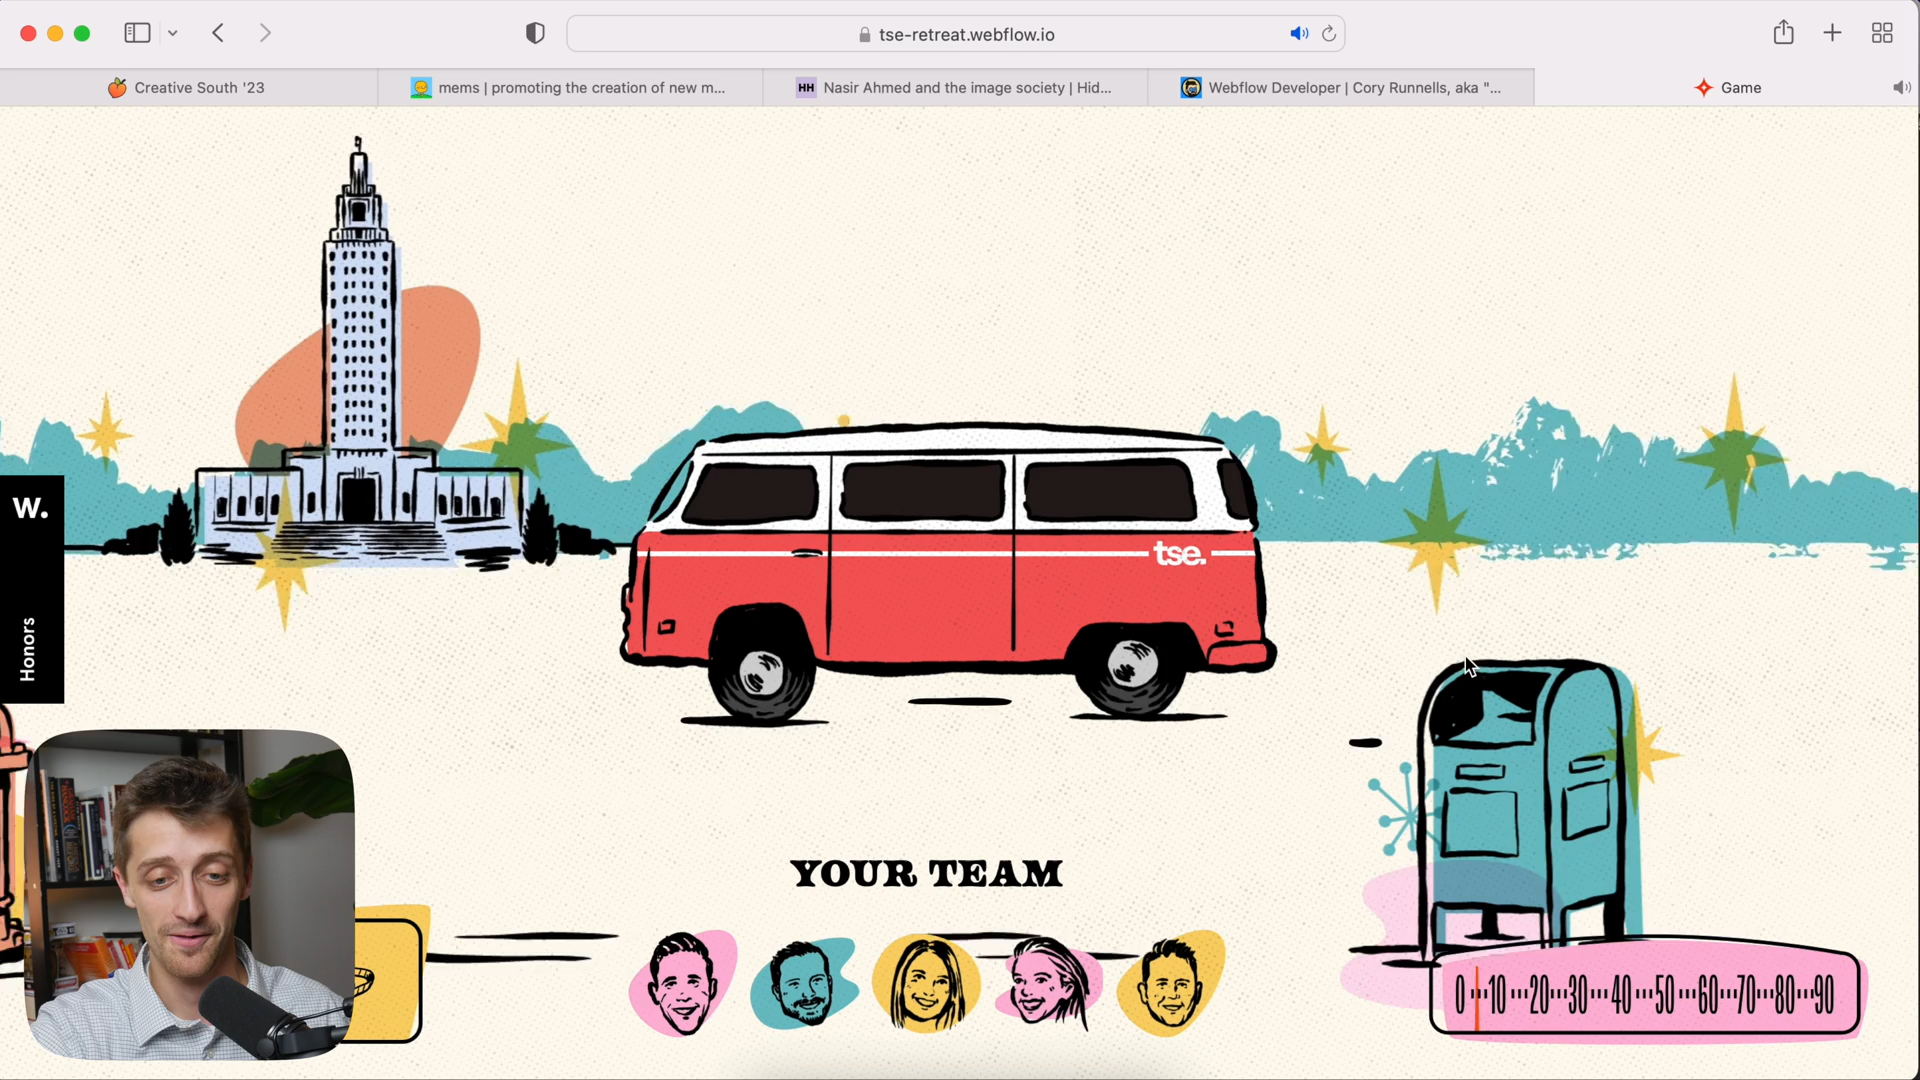 tse-retreat.webflow.io
Creative South '23
mems | promoting the creation of new m...
HH Nasir Ahmed and the image society | Hid...
Webflow Developer | Cory Runnells, aka "...
Game
tse.
W.
Honors
YOUR TEAM
0 10 20 30 40 50 60 70 80 90